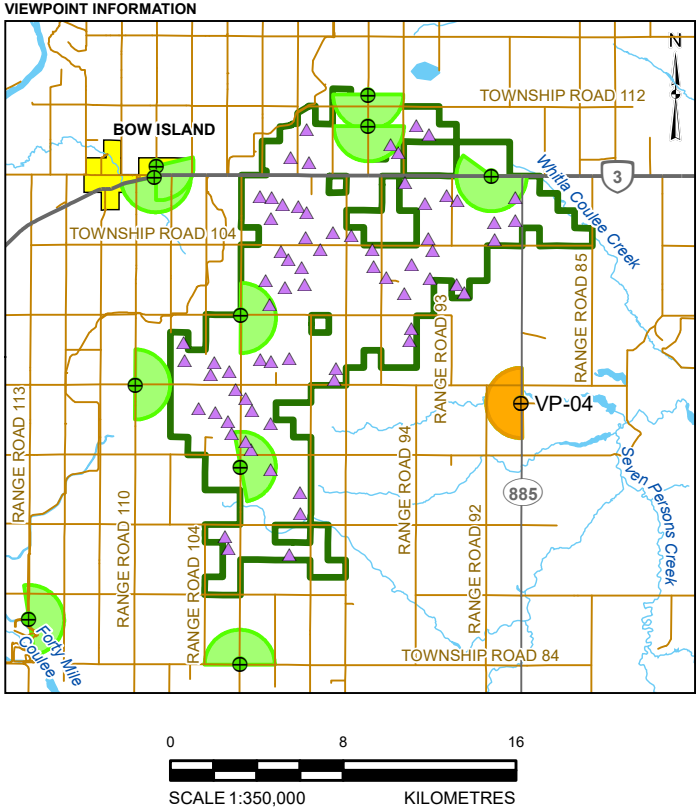 VIEWPOINT INFORMATION
N
TOWNSHIP ROAD 112
BOW ISLAND
3
Whitla Coulee Creek
TOWNSHIP ROAD 104
RANGE ROAD 85
RANGE ROAD 93
VP-04
RANGE ROAD 113
RANGE ROAD 94
Seven Persons Creek
885
RANGE ROAD 110
RANGE ROAD 104
RANGE ROAD 92
Forty Mile
Coulee
TOWNSHIP ROAD 84
0 8 16
SCALE 1:350,000 KILOMETRES